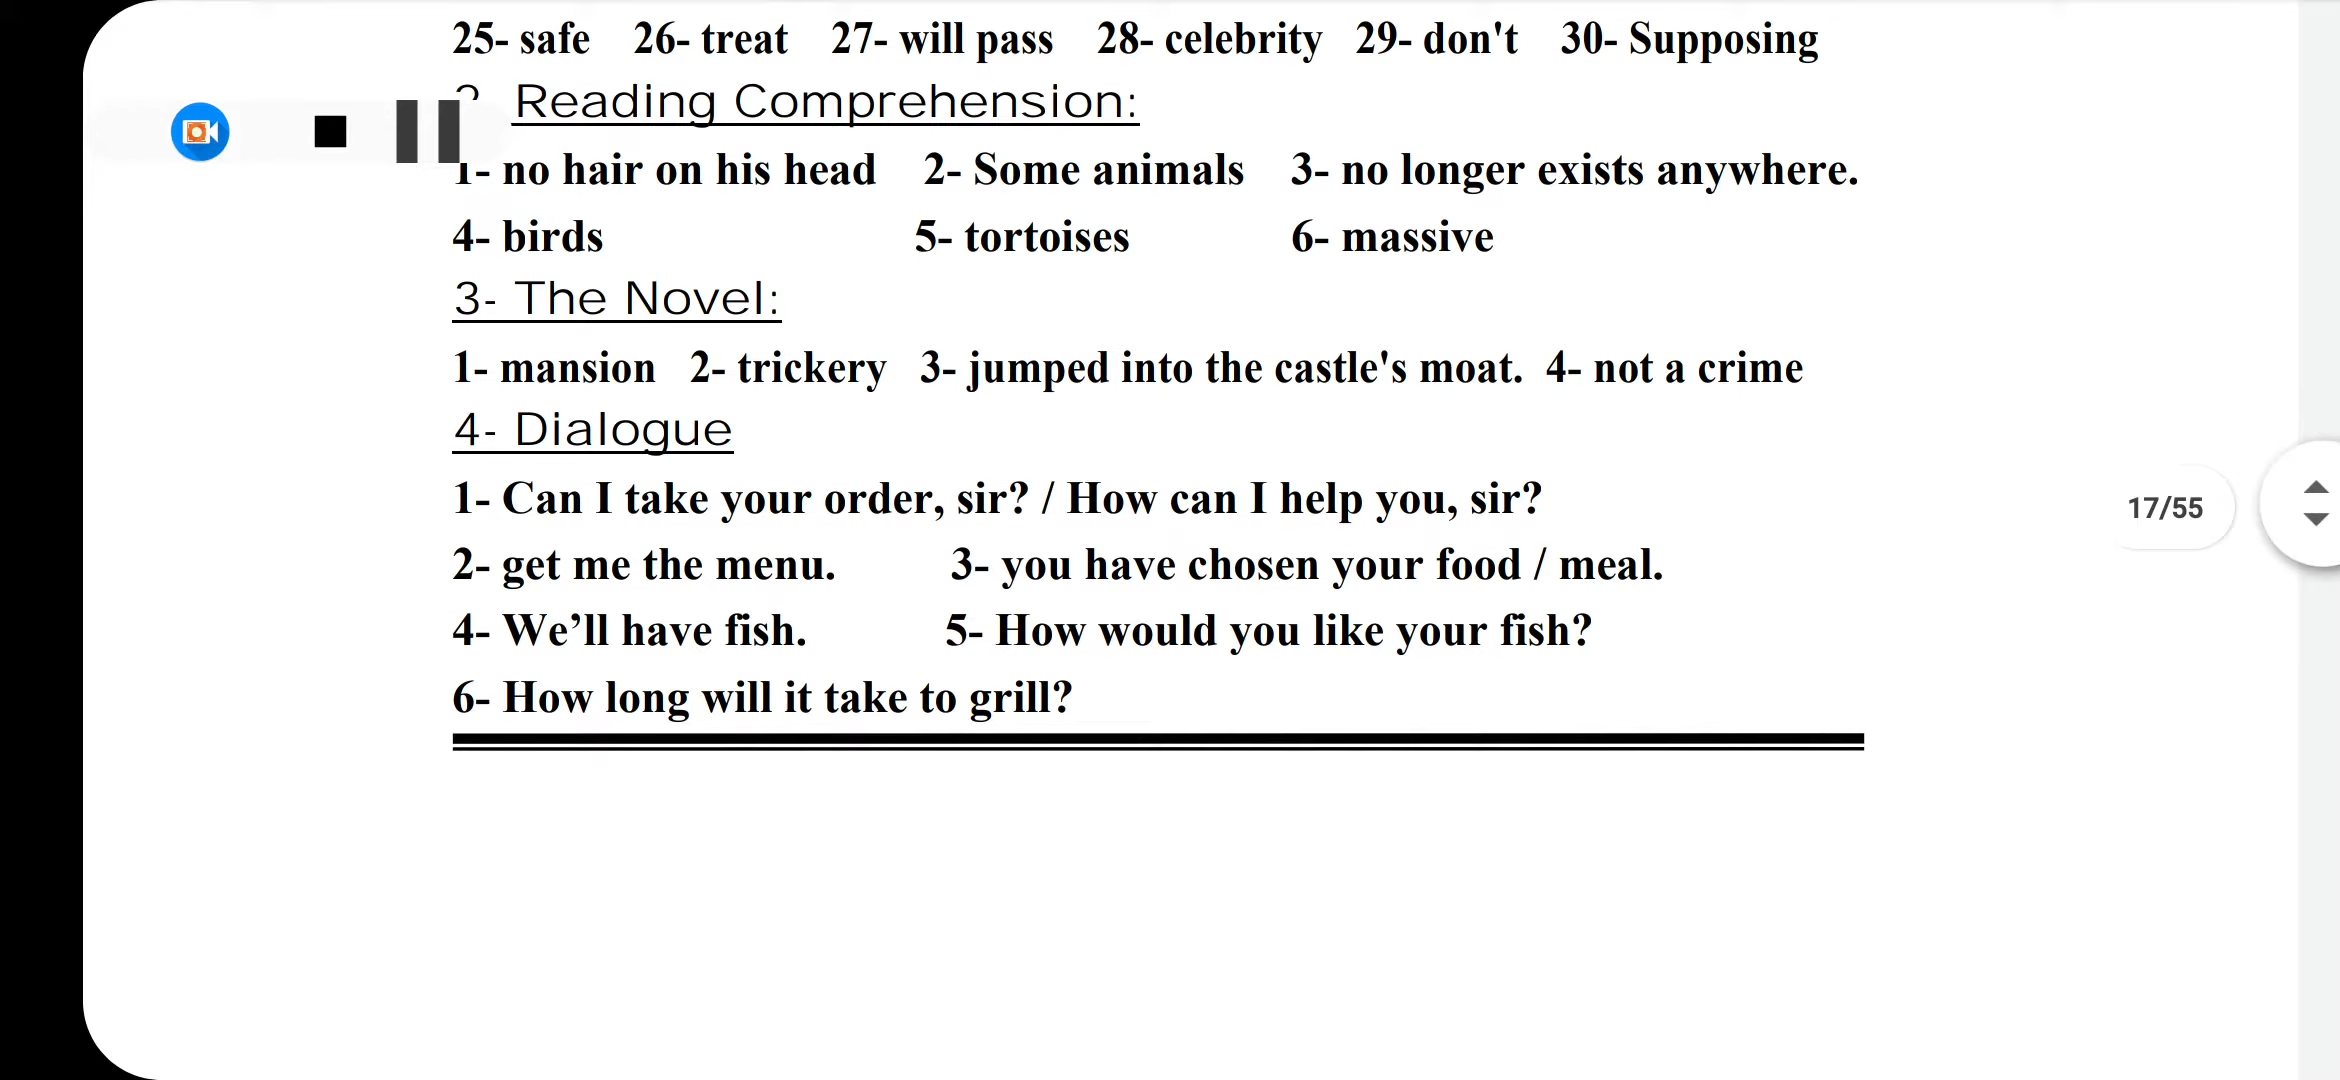 25- safe 26- treat 27- will pass 28- celebrity 29- don't 30- Supposing
Reading Comprehension:
1- no hair on his head 2- Some animals 3- no longer exists anywhere.
4- birds 5- tortoises 6- massive
3- The Novel:
1- mansion 2- trickery 3- jumped into the castle's moat. 4- not a crime
4- Dialogue
1- Can I take your order, sir? / How can I help you, sir?
17/55
2- get me the menu. 3- you have chosen your food / meal.
4- We’ll have fish. 5- How would you like your fish?
6- How long will it take to grill?